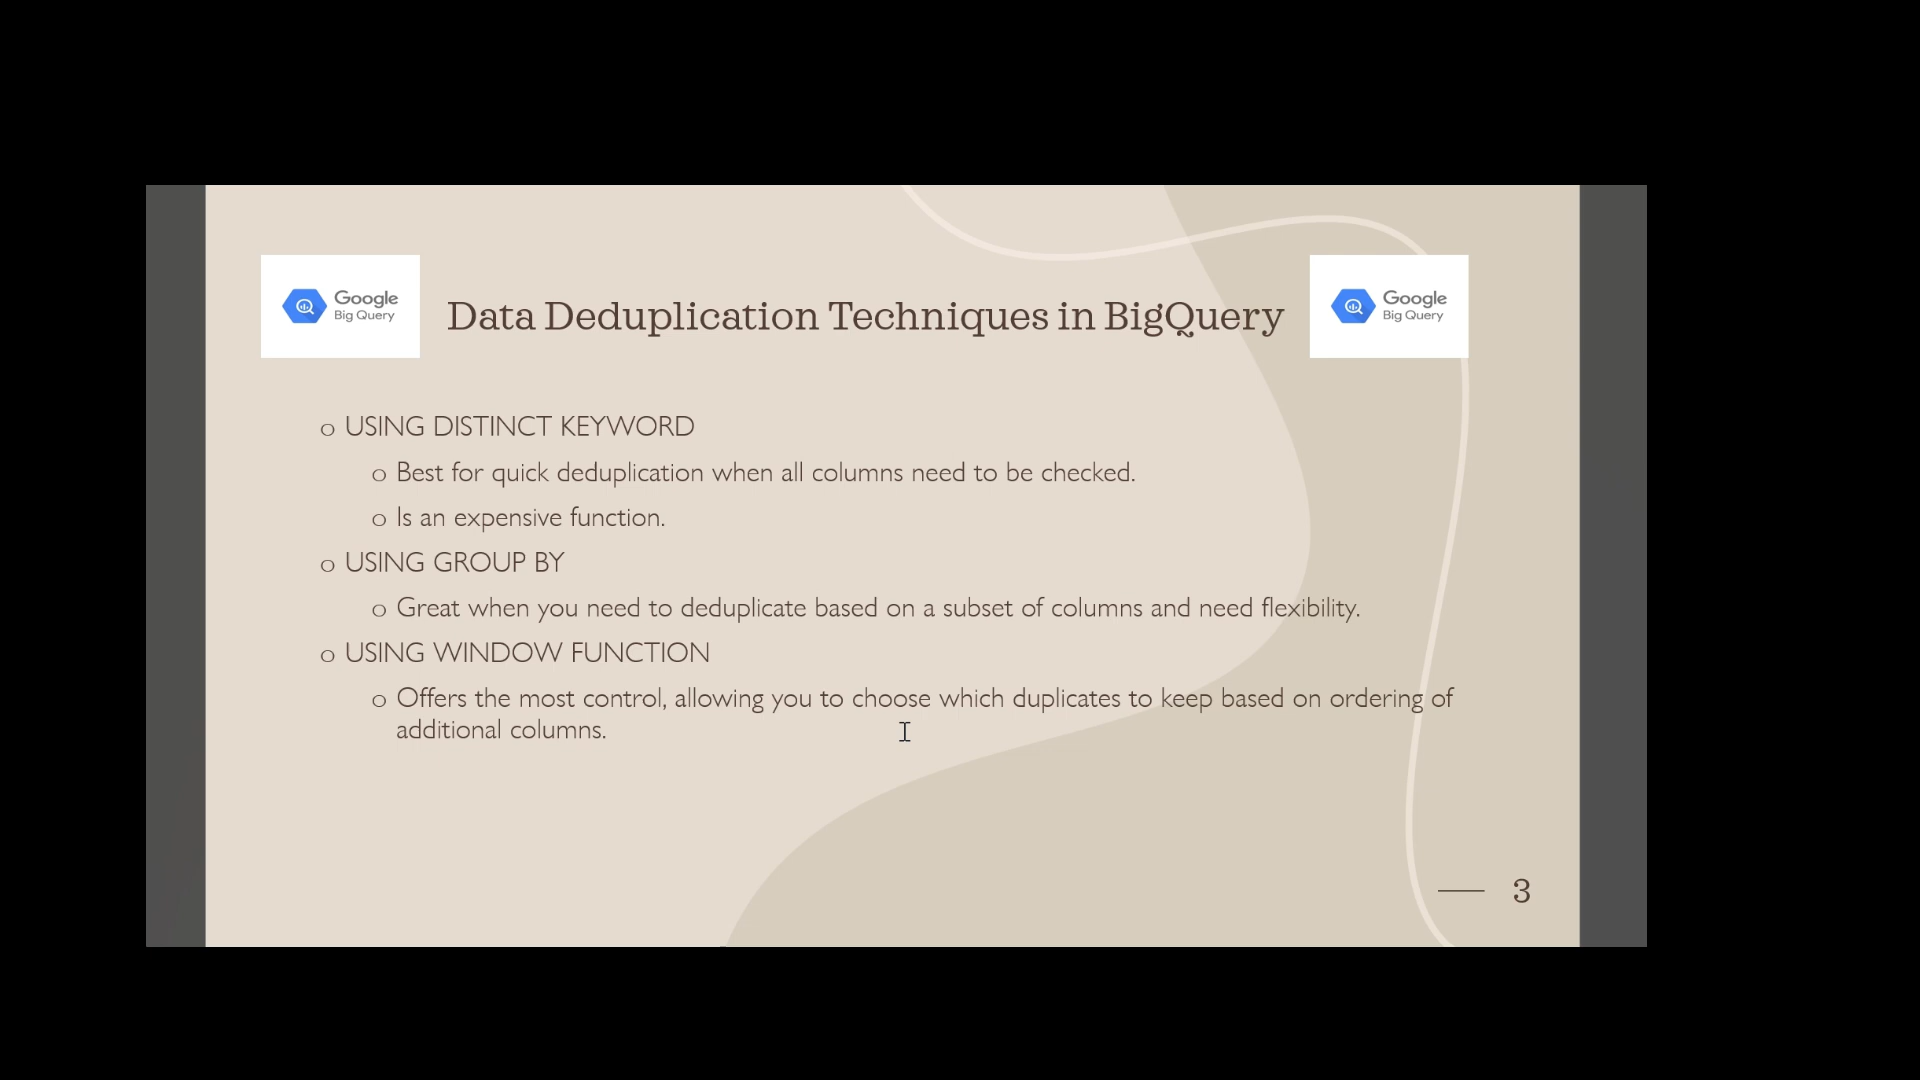 Google
Big Query
Data Deduplication Techniques in BigQuery
Google
Big Query
o USING DISTINCT KEYWORD
o Best for quick deduplication when all columns need to be checked.
o Is an expensive function.
o USING GROUP BY
o Great when you need to deduplicate based on a subset of columns and need flexibility.
o USING WINDOW FUNCTION
o Offers the most control, allowing you to choose which duplicates to keep based on ordering of
additional columns.
3